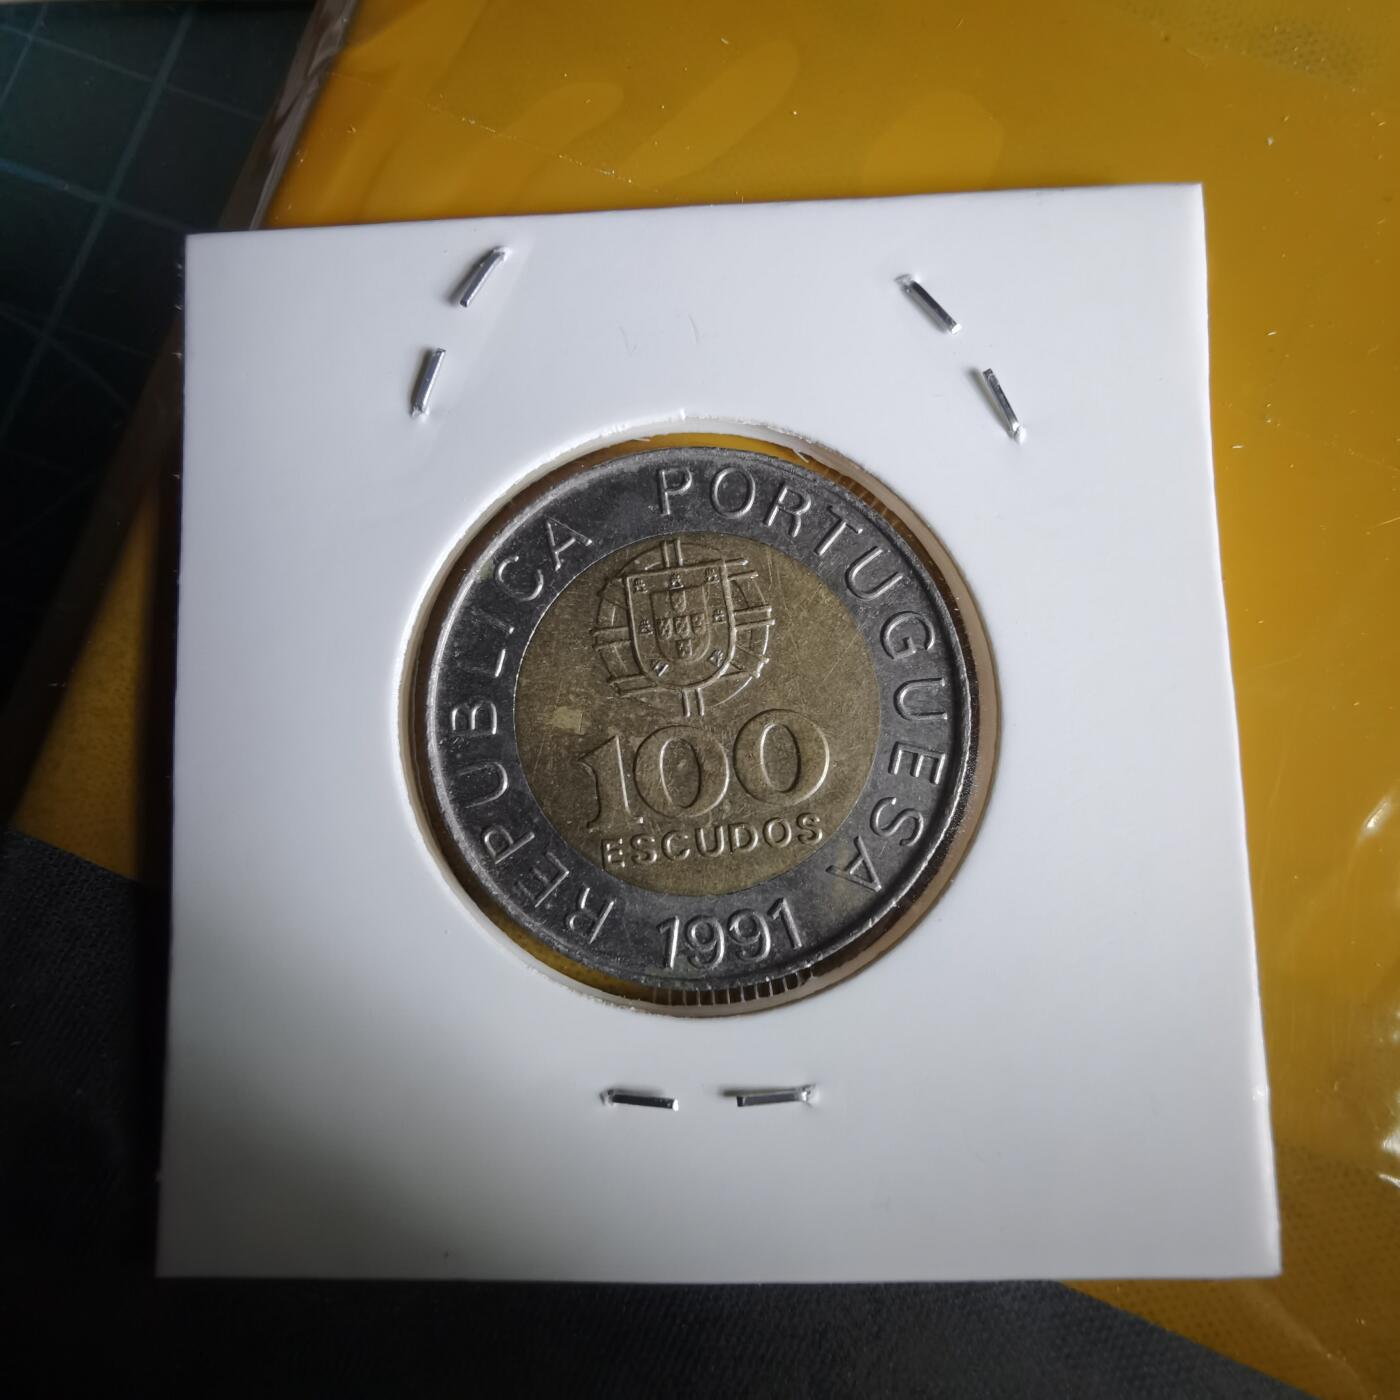 REPUBLICA PORTUGUESA
100
ESCUDOS
1991